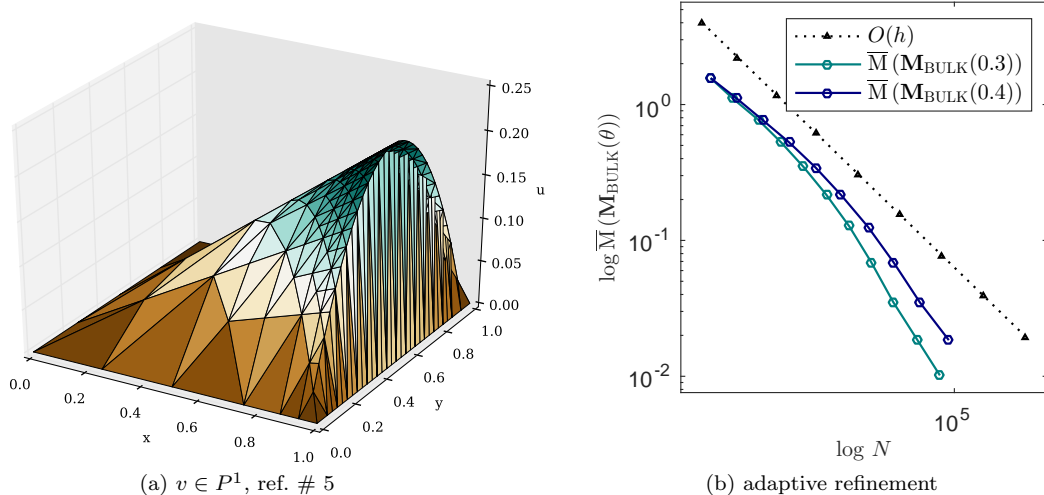 0.25
0.20
0.15
0.10
0.05
0.00
u
0.0
0.2
0.4
0.6
0.8
1.0
x
0.0
0.2
0.4
0.6
0.8
1.0
y
(a) v ∈ P¹, ref. # 5
O(h)
M̅ (M_BULK(0.3))
M̅ (M_BULK(0.4))
10⁰
10⁻¹
10⁻²
log M̅ (M_BULK(θ))
10⁵
log N
(b) adaptive refinement